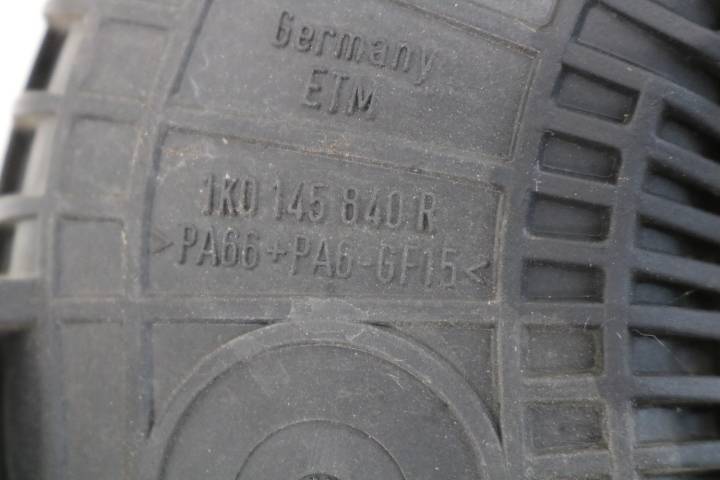 Germany
ETM
1K0 145 840 R
>PA66+PA6-GF15<